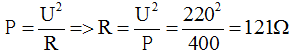 P = U²/R => R = U²/P = 220²/400 = 121Ω